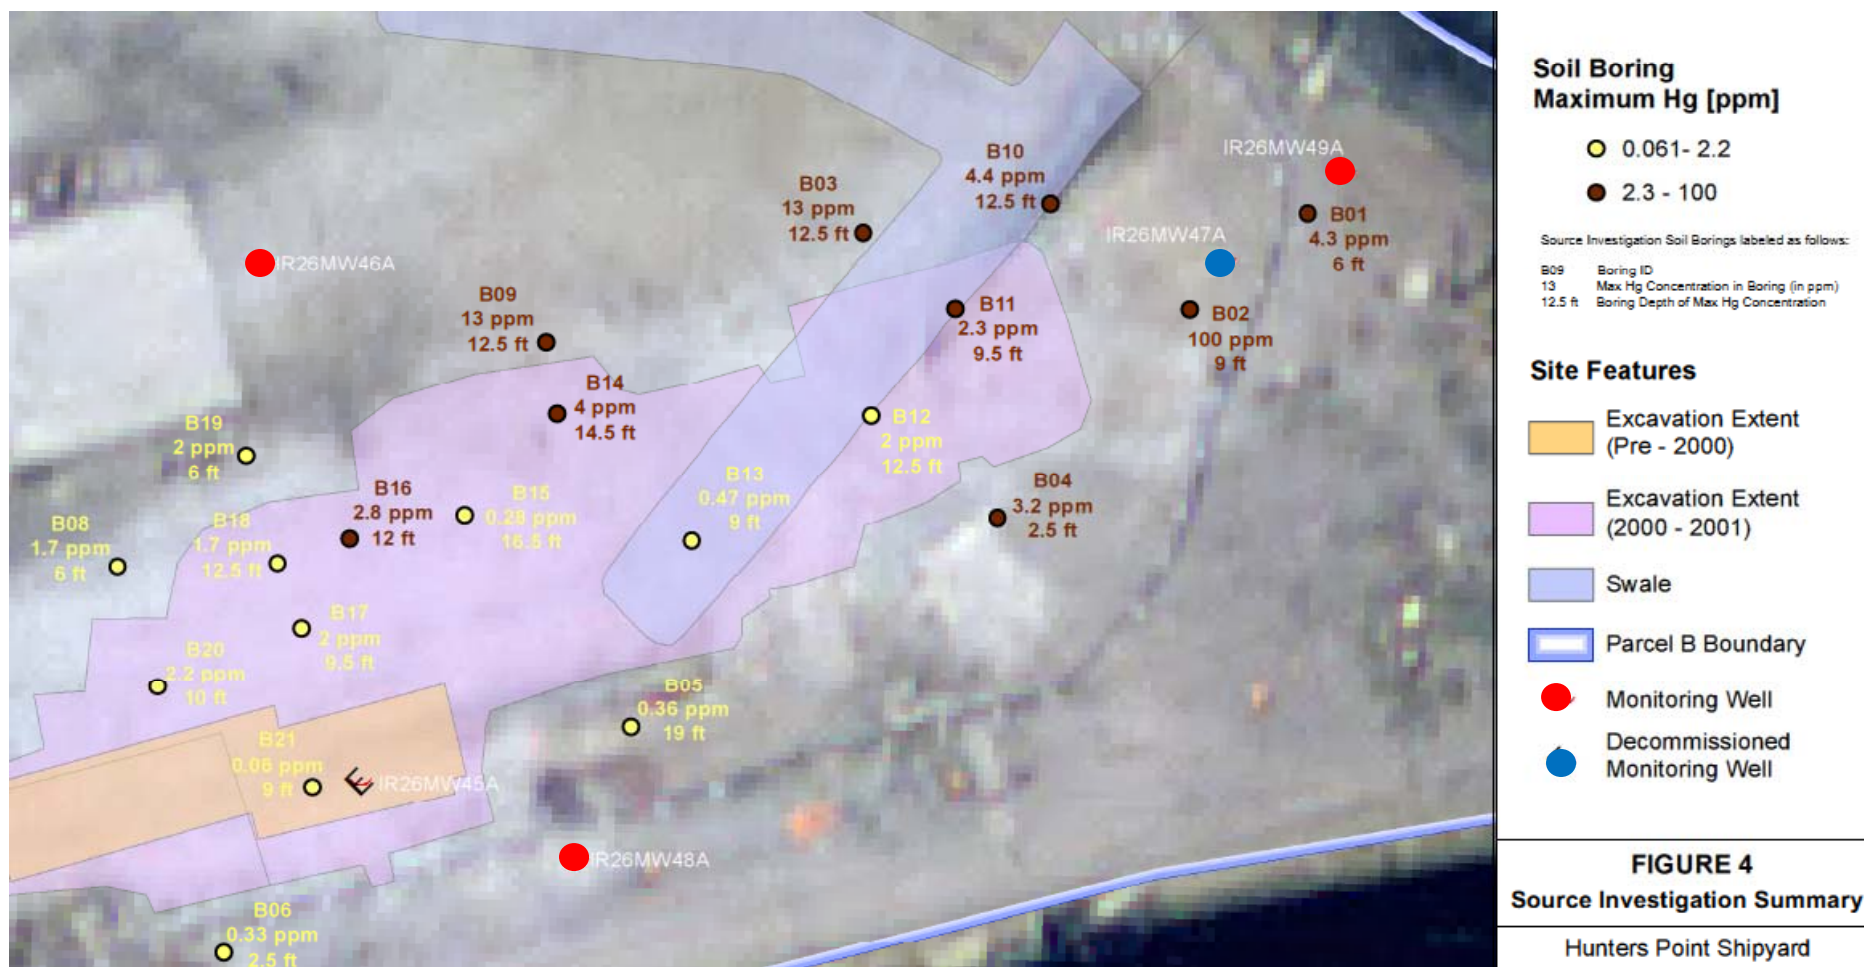 B10
4.4 ppm
12.5 ft
IR26MW49A
B03
13 ppm
12.5 ft
B01
4.3 ppm
6 ft
IR26MW47A
IR26MW46A
B09
13 ppm
12.5 ft
B11
2.3 ppm
9.5 ft
B02
100 ppm
9 ft
B14
4 ppm
14.5 ft
B19
2 ppm
6 ft
B12
2 ppm
12.5 ft
B13
0.47 ppm
9 ft
B04
3.2 ppm
2.5 ft
B16
2.8 ppm
12 ft
B15
0.28 ppm
16.5 ft
B08
1.7 ppm
6 ft
B18
1.7 ppm
12.5 ft
B17
2 ppm
9.5 ft
B20
2.2 ppm
10 ft
B05
0.36 ppm
19 ft
B21
0.06 ppm
9 ft
IR26MW45A
IR26MW48A
B06
0.33 ppm
2.5 ft
Soil Boring
Maximum Hg [ppm]
0.061- 2.2
2.3 - 100
Source Investigation Soil Borings labeled as follows:
B09 Boring ID
13 Max Hg Concentration in Boring (in ppm)
12.5 ft Boring Depth of Max Hg Concentration
Site Features
Excavation Extent
(Pre - 2000)
Excavation Extent
(2000 - 2001)
Swale
Parcel B Boundary
Monitoring Well
Decommissioned
Monitoring Well
FIGURE 4
Source Investigation Summary
Hunters Point Shipyard